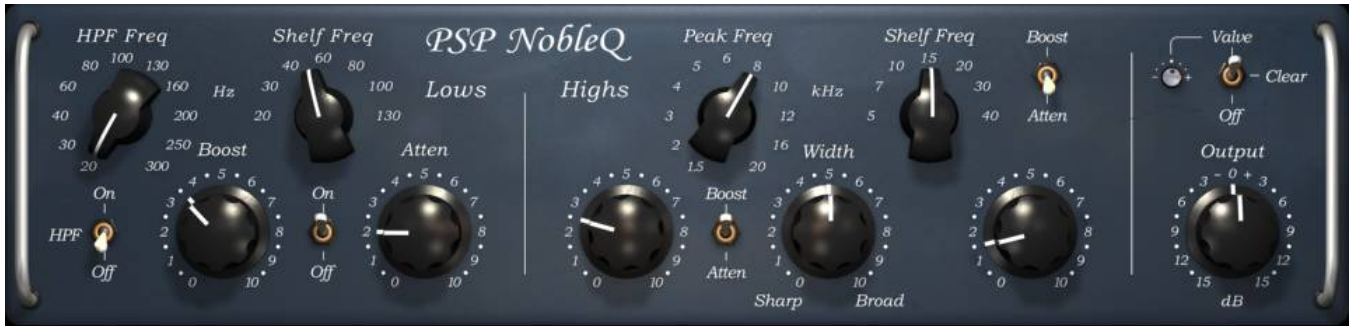 HPF Freq
20
30
40
60
80
100
130
160
200
250
300
Hz
Shelf Freq
20
30
40
60
80
100
130
PSP NobleQ
Lows
Boost
0 1 2 3 4 5 6 7 8 9 10
Atten
0 1 2 3 4 5 6 7 8 9 10
On
HPF
Off
On
Off
Highs
Peak Freq
1.5
2
3
4
5
6
8
10
12
16
20
kHz
Shelf Freq
5
7
10
15
20
30
40
Boost
Atten
0 1 2 3 4 5 6 7 8 9 10
Boost
Atten
Width
0 1 2 3 4 5 6 7 8 9 10
Sharp
Broad
0 1 2 3 4 5 6 7 8 9 10
Valve
- +
Clear
Off
Output
15 12 9 6 3 - 0 + 3 6 9 12 15
dB